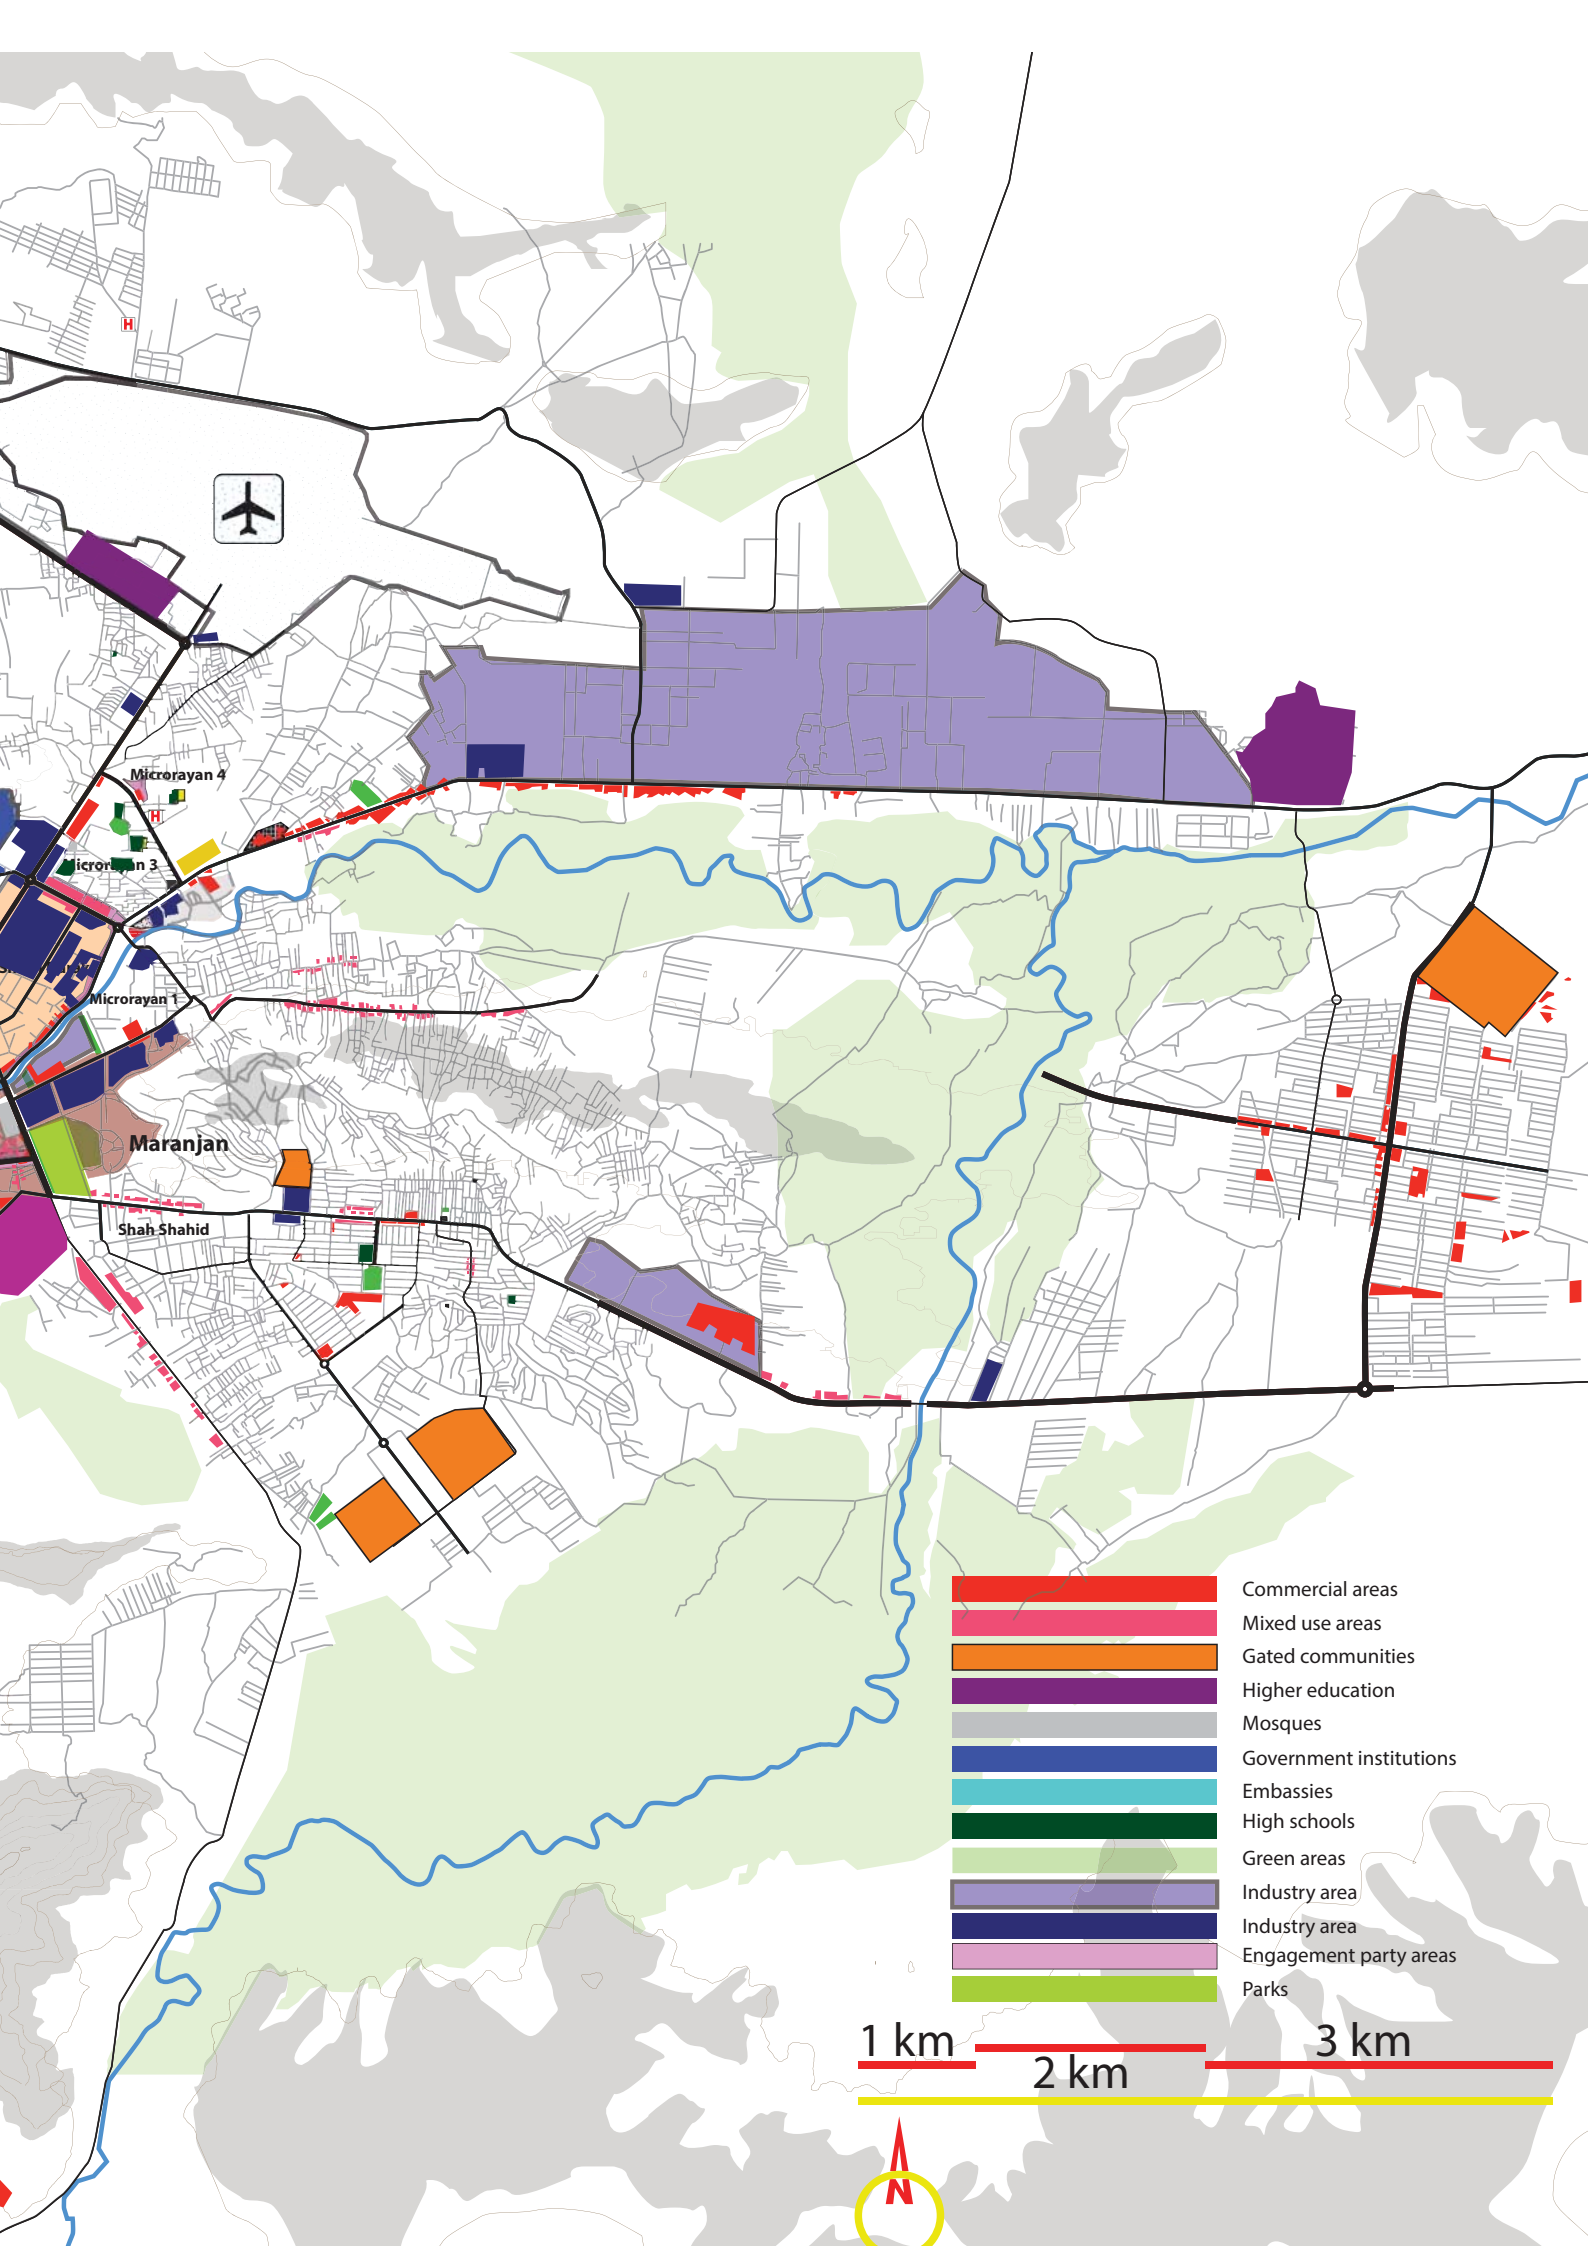 H
Microrayan 4
H
Microrayan 3
Microrayan 1
Maranjan
Shah Shahid
Commercial areas
Mixed use areas
Gated communities
Higher education
Mosques
Government institutions
Embassies
High schools
Green areas
Industry area
Industry area
Engagement party areas
Parks
1 km
3 km
2 km
N